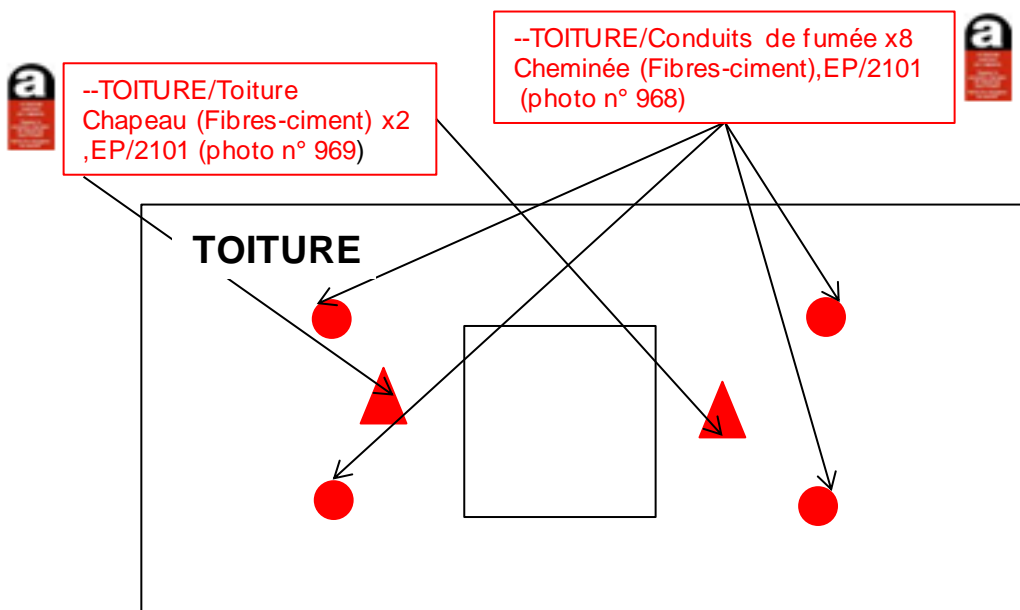 a
--TOITURE/Toiture
Chapeau (Fibres-ciment) x2
,EP/2101 (photo n° 969)
--TOITURE/Conduits de fumée x8
Cheminée (Fibres-ciment),EP/2101
(photo n° 968)
a
TOITURE